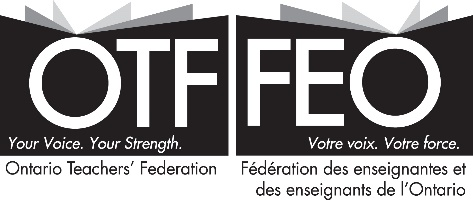 OTF FEO
Your Voice. Your Strength.
Votre voix. Votre force.
Ontario Teachers' Federation
Fédération des enseignantes et
des enseignants de l'Ontario